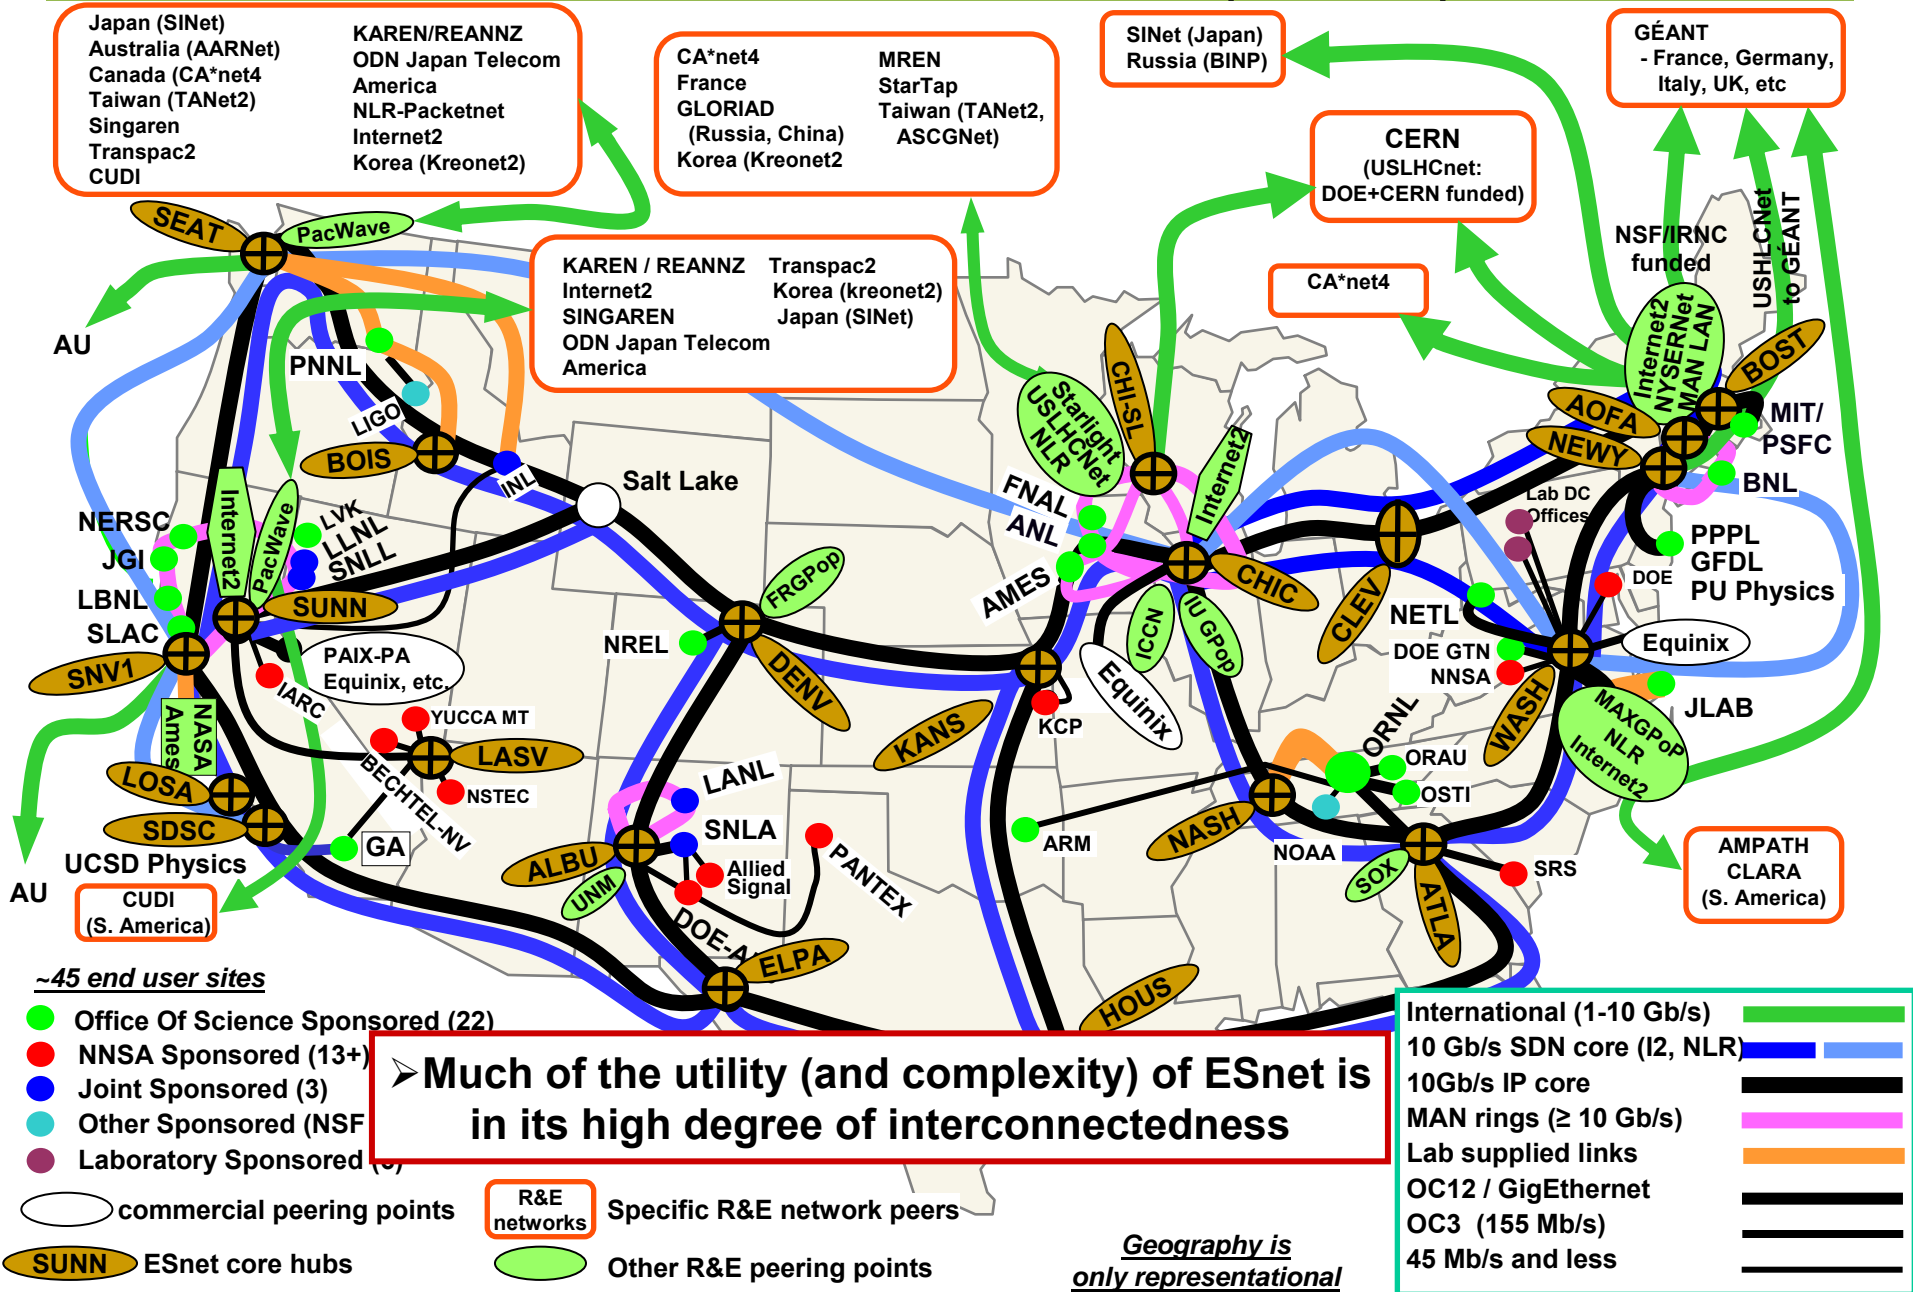 Japan (SINet)
Australia (AARNet)
Canada (CA*net4
Taiwan (TANet2)
Singaren
Transpac2
CUDI
KAREN/REANNZ
ODN Japan Telecom
America
NLR-Packetnet
Internet2
Korea (Kreonet2)
CA*net4
France
GLORIAD
(Russia, China)
Korea (Kreonet2
MREN
StarTap
Taiwan (TANet2,
ASCGNet)
SINet (Japan)
Russia (BINP)
GÉANT
- France, Germany,
Italy, UK, etc
CERN
(USLHCnet:
DOE+CERN funded)
CA*net4
NSF/IRNC
funded
USHLCNet
to GÉANT
SEAT
PacWave
AU
KAREN / REANNZ
Internet2
SINGAREN
ODN Japan Telecom
America
Transpac2
Korea (kreonet2)
Japan (SINet)
PNNL
LIGO
BOIS
INL
Salt Lake
CHI-SL
Starlight
USLHCNet
NLR
Internet2
Internet2
NYSERNet
MAN LAN
BOST
AOFA
NEWY
MIT/
PSFC
BNL
Lab DC
Offices
PPPL
GFDL
PU Physics
DOE
FNAL
ANL
AMES
NERSC
JGI
LBNL
SLAC
Internet2
PacWave
LVK
LLNL
SNLL
SUNN
SNV1
PAIX-PA
Equinix, etc.
IARC
NASA
Ames
YUCCA MT
LASV
BECHTEL-NV
NSTEC
LOSA
SDSC
UCSD Physics
GA
AU
CUDI
(S. America)
FRGPop
NREL
DENV
KANS
KCP
CHIC
ICCN
IU GPop
Equinix
CLEV
NETL
DOE GTN
NNSA
Equinix
WASH
MAXGPoP
NLR
Internet2
JLAB
ORNL
ORAU
OSTI
NASH
NOAA
SOX
SRS
ATLA
ARM
AMPATH
CLARA
(S. America)
LANL
SNLA
ALBU
UNM
Allied
Signal
PANTEX
DOE-A
ELPA
HOUS
~45 end user sites
Office Of Science Sponsored (22)
NNSA Sponsored (13+)
Joint Sponsored (3)
Other Sponsored (NSF
Laboratory Sponsored
commercial peering points
SUNN ESnet core hubs
R&E
networks
Specific R&E network peers
Other R&E peering points
➢Much of the utility (and complexity) of ESnet is
in its high degree of interconnectedness
Geography is
only representational
International (1-10 Gb/s)
10 Gb/s SDN core (I2, NLR)
10Gb/s IP core
MAN rings (≥ 10 Gb/s)
Lab supplied links
OC12 / GigEthernet
OC3 (155 Mb/s)
45 Mb/s and less